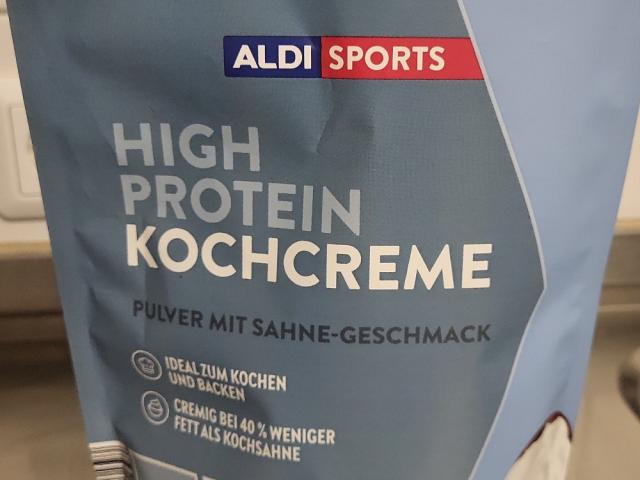 ALDI SPORTS
HIGH
PROTEIN
KOCHCREME
PULVER MIT SAHNE-GESCHMACK
IDEAL ZUM KOCHEN
UND BACKEN
CREMIG BEI 40 % WENIGER
FETT ALS KOCHSAHNE